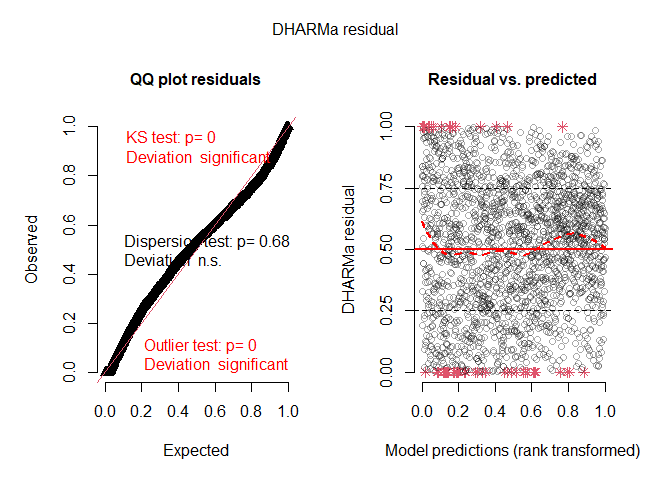 DHARMa residual
QQ plot residuals
KS test: p= 0
Deviation significant
Dispersion test: p= 0.68
Deviation n.s.
Outlier test: p= 0
Deviation significant
Observed
0.0 0.2 0.4 0.6 0.8 1.0
0.0 0.2 0.4 0.6 0.8 1.0
Expected
Residual vs. predicted
DHARMa residual
0.00 0.25 0.50 0.75 1.00
0.0 0.2 0.4 0.6 0.8 1.0
Model predictions (rank transformed)